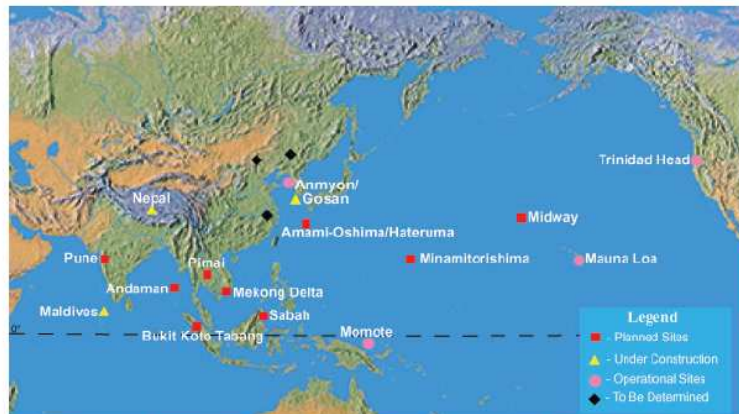 Trinidad Head
Anmyon/
Gosan
Nepal
Midway
Amami-Oshima/Hateruma
Pune
Pimai
Minamitorishima
Mauna Loa
Andaman
Mekong Delta
Maldives
Sabah
0°
Bukit Koto Tabang
Momote
Legend
- Planned Sites
- Under Construction
- Operational Sites
- To Be Determined